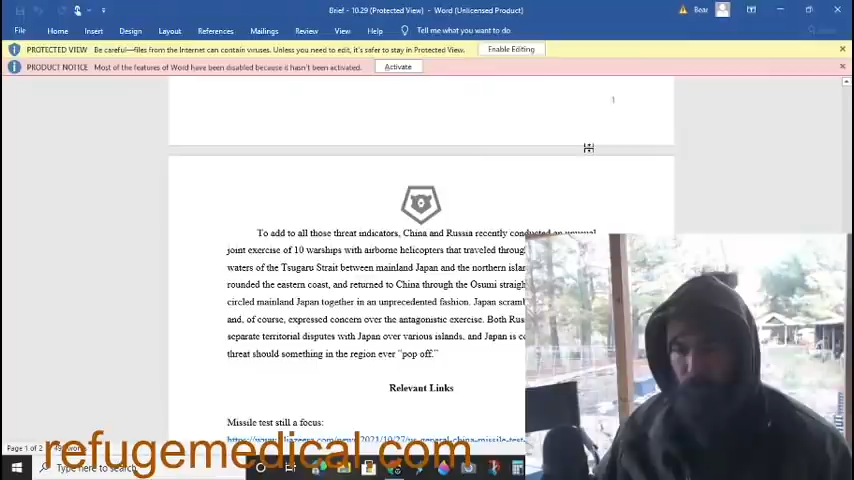 Brief - 10.29 (Protected View) - Word (Unlicensed Product)
Bear
File Home Insert Design Layout References Mailings Review View Help Tell me what you want to do
PROTECTED VIEW Be careful—files from the Internet can contain viruses. Unless you need to edit, it's safer to stay in Protected View. Enable Editing
PRODUCT NOTICE Most of the features of Word have been disabled because it hasn't been activated. Activate
1
To add to all those threat indicators, China and Russia recently conducted an unusual
joint exercise of 10 warships with airborne helicopters that traveled through
waters of the Tsugaru Strait between mainland Japan and the northern
rounded the eastern coast, and returned to China through the Osumi
circled mainland Japan together in an unprecedented fashion. Japan
and, of course, expressed concern over the antagonistic exercise. Both
separate territorial disputes with Japan over various islands, and Japan is
threat should something in the region ever "pop off."
Relevant Links
Missile test still a focus:
Page 1 of 2
refugemedical.com
Type here to search